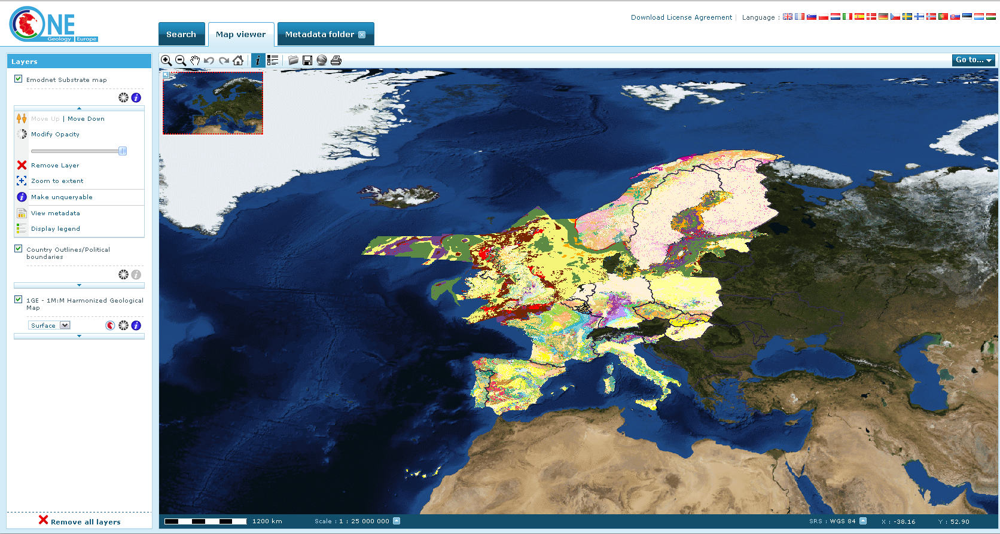 ONE
Geology Europe
Search
Map viewer
Metadata folder
Download License Agreement | Language :
Layers
Go to...
Emodnet Substrate map
i
Move Up | Move Down
Modify Opacity
Remove Layer
Zoom to extent
Make unqueryable
View metadata
Display legend
Country Outlines/Political
boundaries
i
1GE - 1M:M Harmonized Geological
Map
Surface
i
Remove all layers
1200 km
Scale : 1 : 25 000 000
SRS : WGS 84
X : -38.16
Y : 52.90